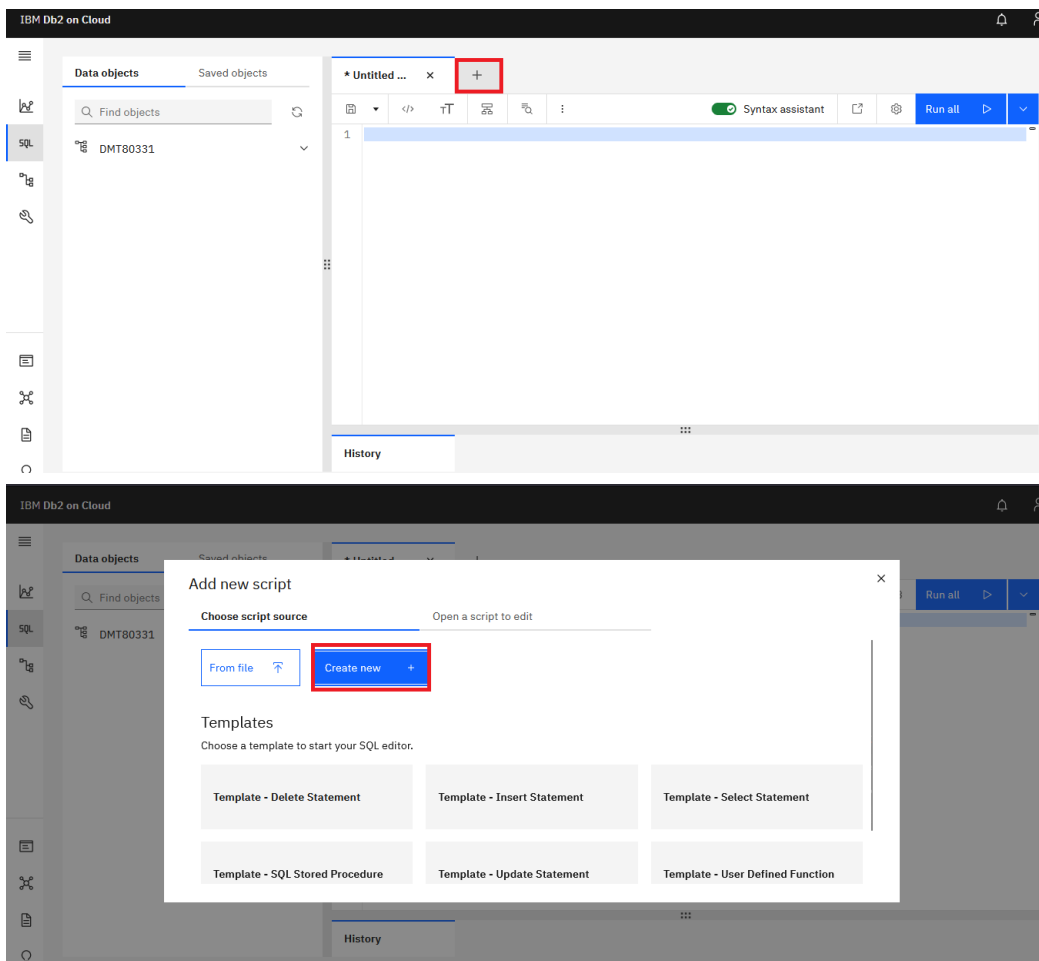 IBM Db2 on Cloud
Data objects
Saved objects
* Untitled ...
Find objects
Syntax assistant
Run all
SQL
DMT80331
1
History
IBM Db2 on Cloud
Data objects
Saved objects
* Untitled
Add new script
Find objects
Choose script source
Open a script to edit
Run all
SQL
DMT80331
From file
Create new +
Templates
Choose a template to start your SQL editor.
Template - Delete Statement
Template - Insert Statement
Template - Select Statement
Template - SQL Stored Procedure
Template - Update Statement
Template - User Defined Function
History